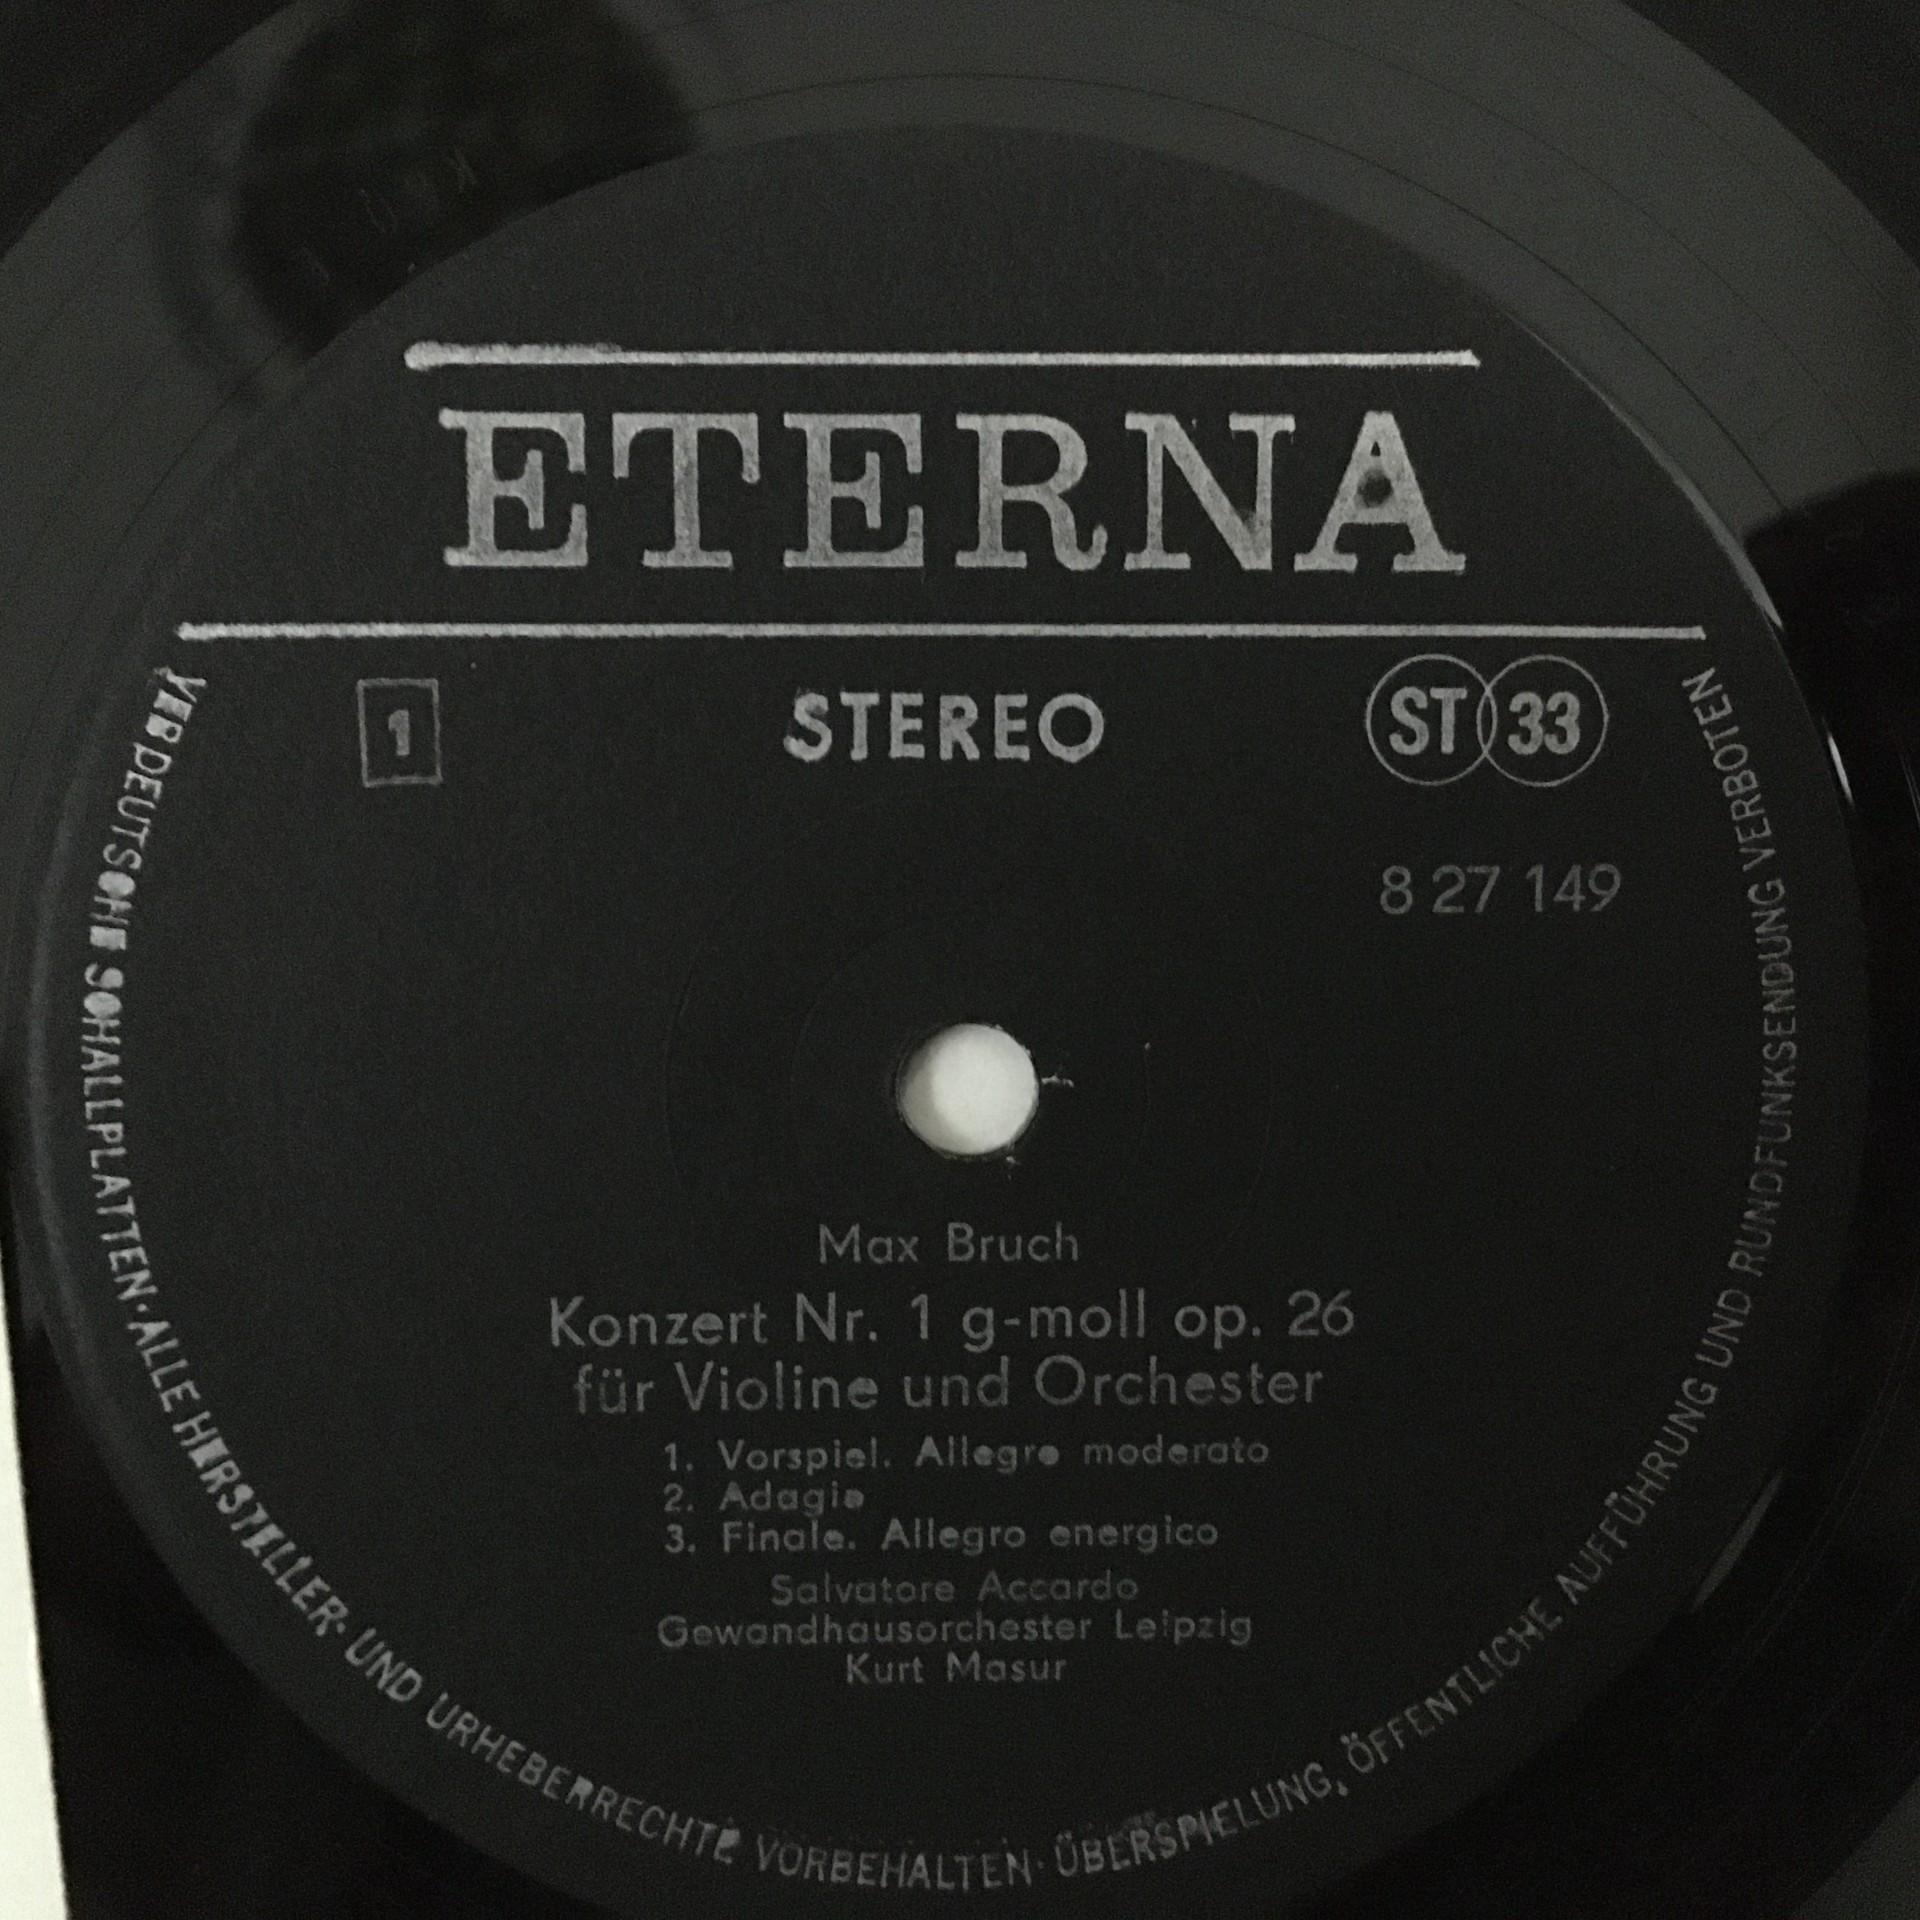 ETERNA
1
STEREO
ST 33
8 27 149
Max Bruch
Konzert Nr. 1 g-moll op. 26
für Violine und Orchester
1. Vorspiel. Allegro moderato
2. Adagio
3. Finale. Allegro energico
Salvatore Accardo
Gewandhausorchester Leipzig
Kurt Masur
VEB DEUTSCHE SCHALLPLATTEN · ALLE HERSTELLER- UND URHEBERRECHTE VORBEHALTEN · ÜBERSPIELUNG, ÖFFENTLICHE AUFFÜHRUNG UND RUNDFUNKSENDUNG VERBOTEN